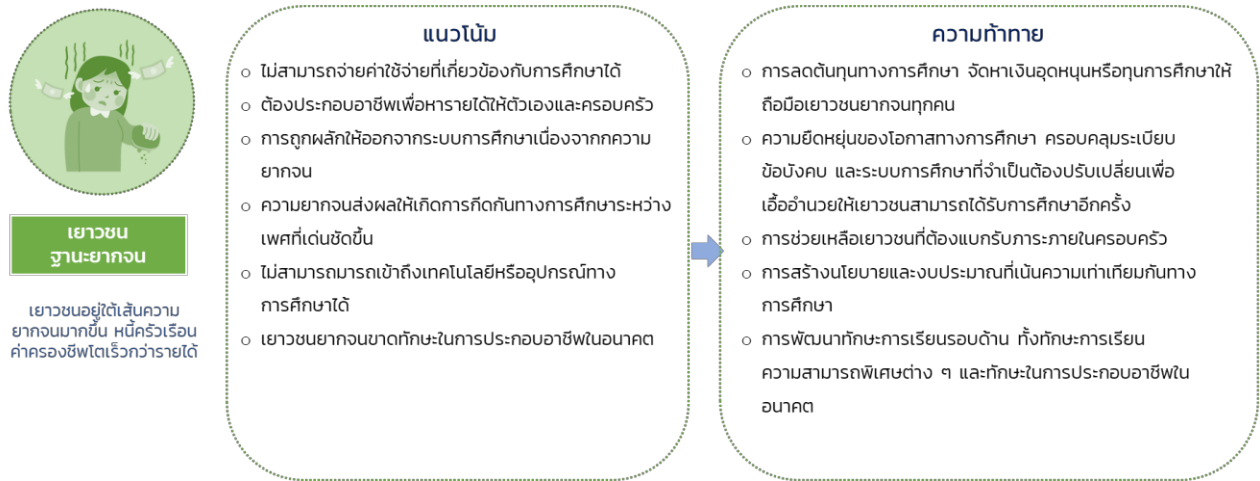 เยาวชน
ฐานะยากจน
เยาวชนอยู่ใต้เส้นความ
ยากจนมากขึ้น หนี้ครัวเรือน
ค่าครองชีพโตเร็วกว่ารายได้
แนวโน้ม
o ไม่สามารถจ่ายค่าใช้จ่ายที่เกี่ยวข้องกับการศึกษาได้
o ต้องประกอบอาชีพเพื่อหารายได้ให้ตัวเองและครอบครัว
o การถูกผลักให้ออกจากระบบการศึกษาเนื่องจากกความ
ยากจน
o ความยากจนส่งผลให้เกิดการกีดกันทางการศึกษาระหว่าง
เพศที่เด่นชัดขึ้น
o ไม่สามารถมารถเข้าถึงเทคโนโลยีหรืออุปกรณ์ทาง
การศึกษาได้
o เยาวชนยากจนขาดทักษะในการประกอบอาชีพในอนาคต
ความท้าทาย
o การลดต้นทุนทางการศึกษา จัดหาเงินอุดหนุนหรือทุนการศึกษาให้
ถึงมือเยาวชนยากจนทุกคน
o ความยืดหยุ่นของโอกาสทางการศึกษา ครอบคลุมระเบียบ
ข้อบังคบ และระบบการศึกษาที่จำเป็นต้องปรับเปลี่ยนเพื่อ
เอื้ออำนวยให้เยาวชนสามารถได้รับการศึกษาอีกครั้ง
o การช่วยเหลือเยาวชนที่ต้องแบกรับภาระภายในครอบครัว
o การสร้างนโยบายและงบประมาณที่เน้นความเท่าเทียมกันทาง
การศึกษา
o การพัฒนาทักษะการเรียนรอบด้าน ทั้งทักษะการเรียน
ความสามารถพิเศษต่าง ๆ และทักษะในการประกอบอาชีพใน
อนาคต